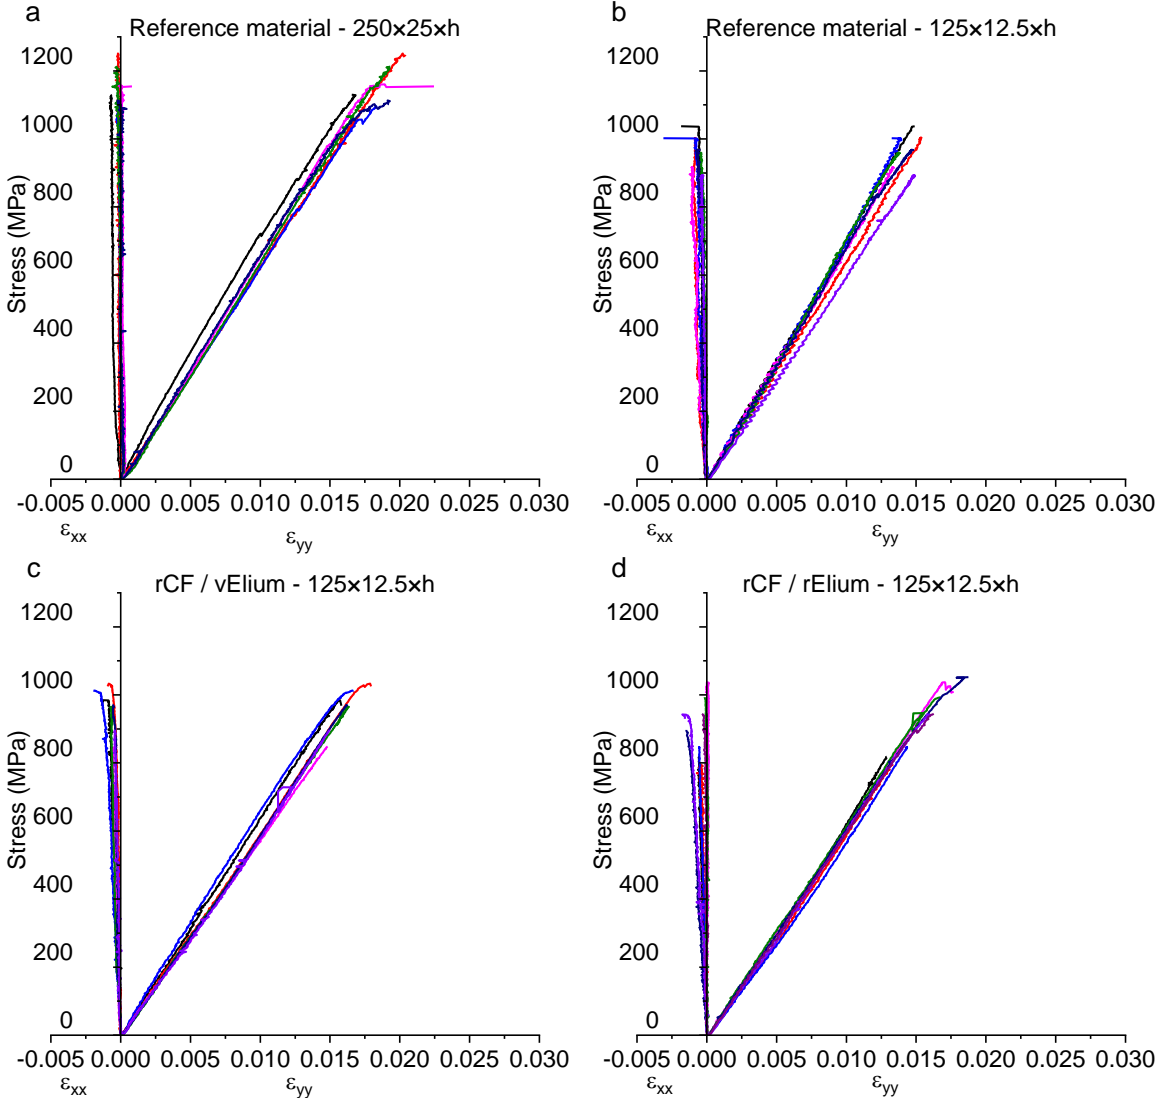 a
Reference material - 250×25×h
1200
1000
800
600
400
200
0
Stress (MPa)
-0.005 0.000 0.005 0.010 0.015 0.020 0.025 0.030
εxx
εyy
b
Reference material - 125×12.5×h
1200
1000
800
600
400
200
0
Stress (MPa)
-0.005 0.000 0.005 0.010 0.015 0.020 0.025 0.030
εxx
εyy
c
rCF / vElium - 125×12.5×h
1200
1000
800
600
400
200
0
Stress (MPa)
-0.005 0.000 0.005 0.010 0.015 0.020 0.025 0.030
εxx
εyy
d
rCF / rElium - 125×12.5×h
1200
1000
800
600
400
200
0
Stress (MPa)
-0.005 0.000 0.005 0.010 0.015 0.020 0.025 0.030
εxx
εyy